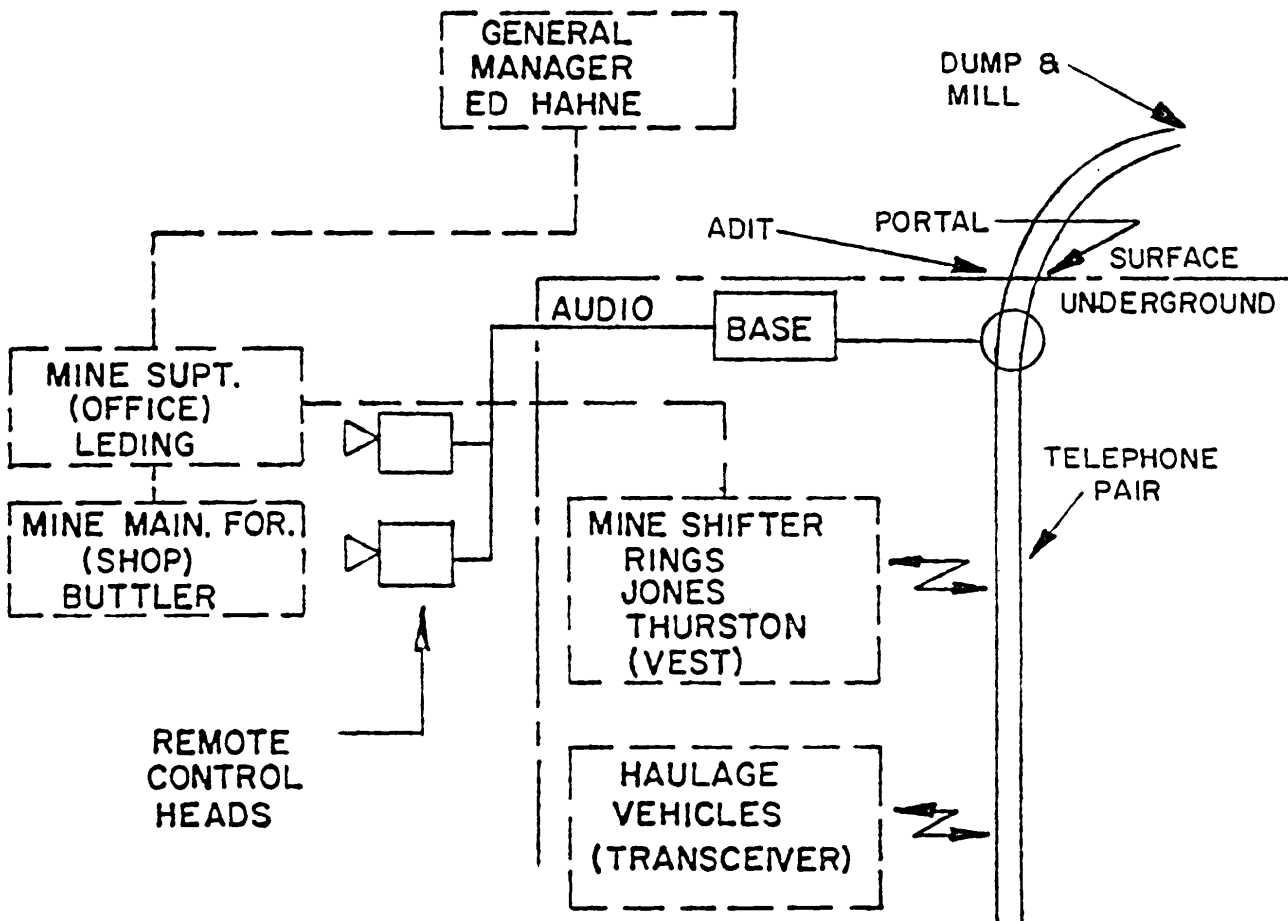 GENERAL
MANAGER
ED HAHNE
DUMP &
MILL
ADIT
PORTAL
SURFACE
UNDERGROUND
AUDIO
BASE
MINE SUPT.
(OFFICE)
LEDING
MINE MAIN. FOR.
(SHOP)
BUTTLER
TELEPHONE
PAIR
MINE SHIFTER
RINGS
JONES
THURSTON
(VEST)
REMOTE
CONTROL
HEADS
HAULAGE
VEHICLES
(TRANSCEIVER)